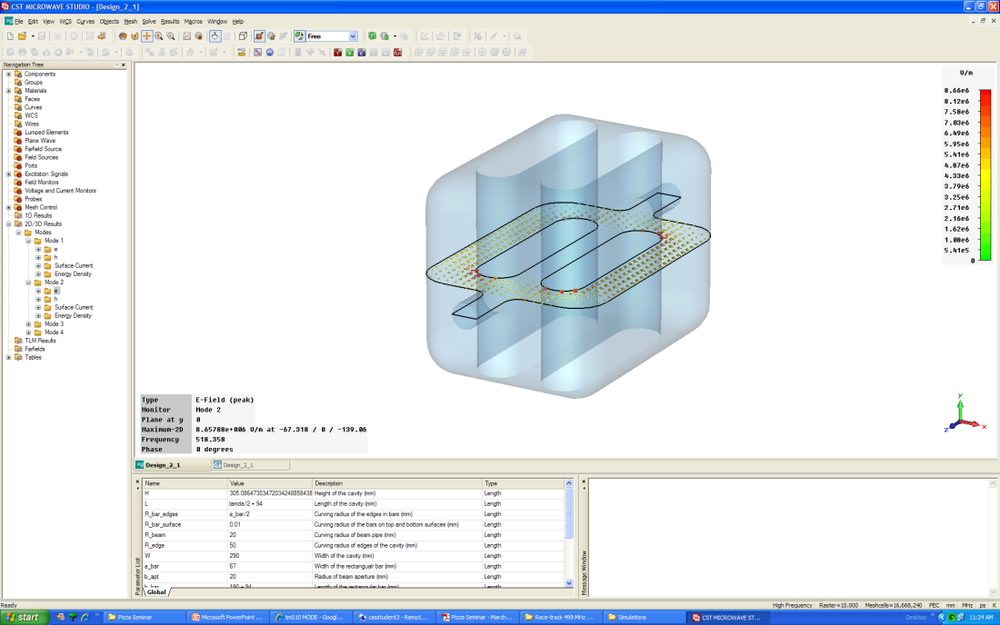 CST MICROWAVE STUDIO - [Design_2_1]
File Edit View WCS Curves Objects Mesh Solve Results Macros Window Help
Free
Navigation Tree
Components
Groups
Materials
Faces
Curves
WCS
Wires
Lumped Elements
Plane Wave
Farfield Source
Field Sources
Ports
Excitation Signals
Field Monitors
Voltage and Current Monitors
Probes
Mesh Control
1D Results
2D/3D Results
Modes
Mode 1
e
h
Surface Current
Energy Density
Mode 2
e
h
Surface Current
Energy Density
Mode 3
Mode 4
TLM Results
Farfields
Tables
V/m
8.66e6
8.12e6
7.58e6
7.03e6
6.49e6
5.95e6
5.41e6
4.87e6
4.33e6
3.79e6
3.25e6
2.71e6
2.16e6
1.62e6
1.08e6
5.41e5
0
Type E-Field (peak)
Monitor Mode 2
Plane at y 0
Maximum-2D 8.65788e+006 V/m at -67.318 / 0 / -139.06
Frequency 518.358
Phase 0 degrees
y
z x
Design_2_1 Design_2_1
Name Value Description Type
H 305.08647303472034248858438 Height of the cavity (mm) Length
L lamda/2 + 94 Length of the cavity (mm) Length
R_bar_edges a_bar/2 Curving radius of the edges in bars (mm) Length
R_bar_surface 0.01 Curving radius of the bars on top and bottom surfaces (mm) Length
R_beam 20 Curving radius of beam pipe (mm) Length
R_edge 50 Curving radius of edges of the cavity (mm) Length
W 290 Width of the cavity (mm) Length
a_bar 67 Width of the rectangualr bar (mm) Length
b_apt 20 Radius of beam aperture (mm) Length
b_bar 190 + 94 Length of the rectangular bar (mm) Length
Global
Parameter List
Message Window
Ready High Frequency Raster=10.000 Meshcells=16,668,240 PEC mm MHz ps K
start Pizza Seminar Microsoft PowerPoint ... tm010 MODE - Googl... casstudent3 - Remot... Pizza Seminar - March... Race-track 499 MHz ... Simulations CST MICROWAVE ST... Desktop 11:24 AM